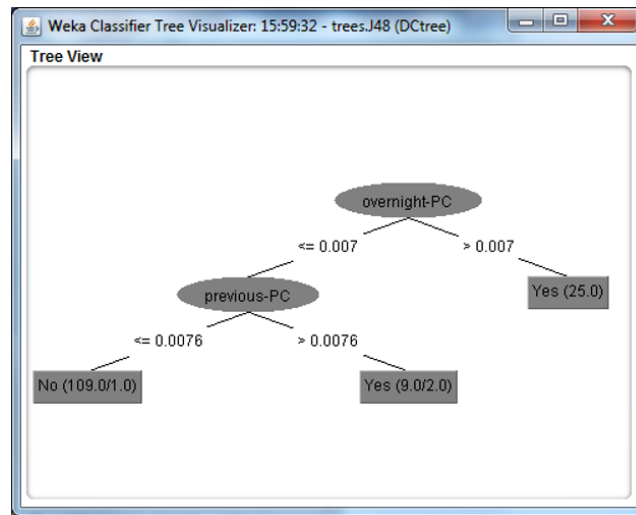 Weka Classifier Tree Visualizer: 15:59:32 - trees.J48 (DCtree)
Tree View
overnight-PC
<= 0.007
> 0.007
previous-PC
Yes (25.0)
<= 0.0076
> 0.0076
No (109.0/1.0)
Yes (9.0/2.0)